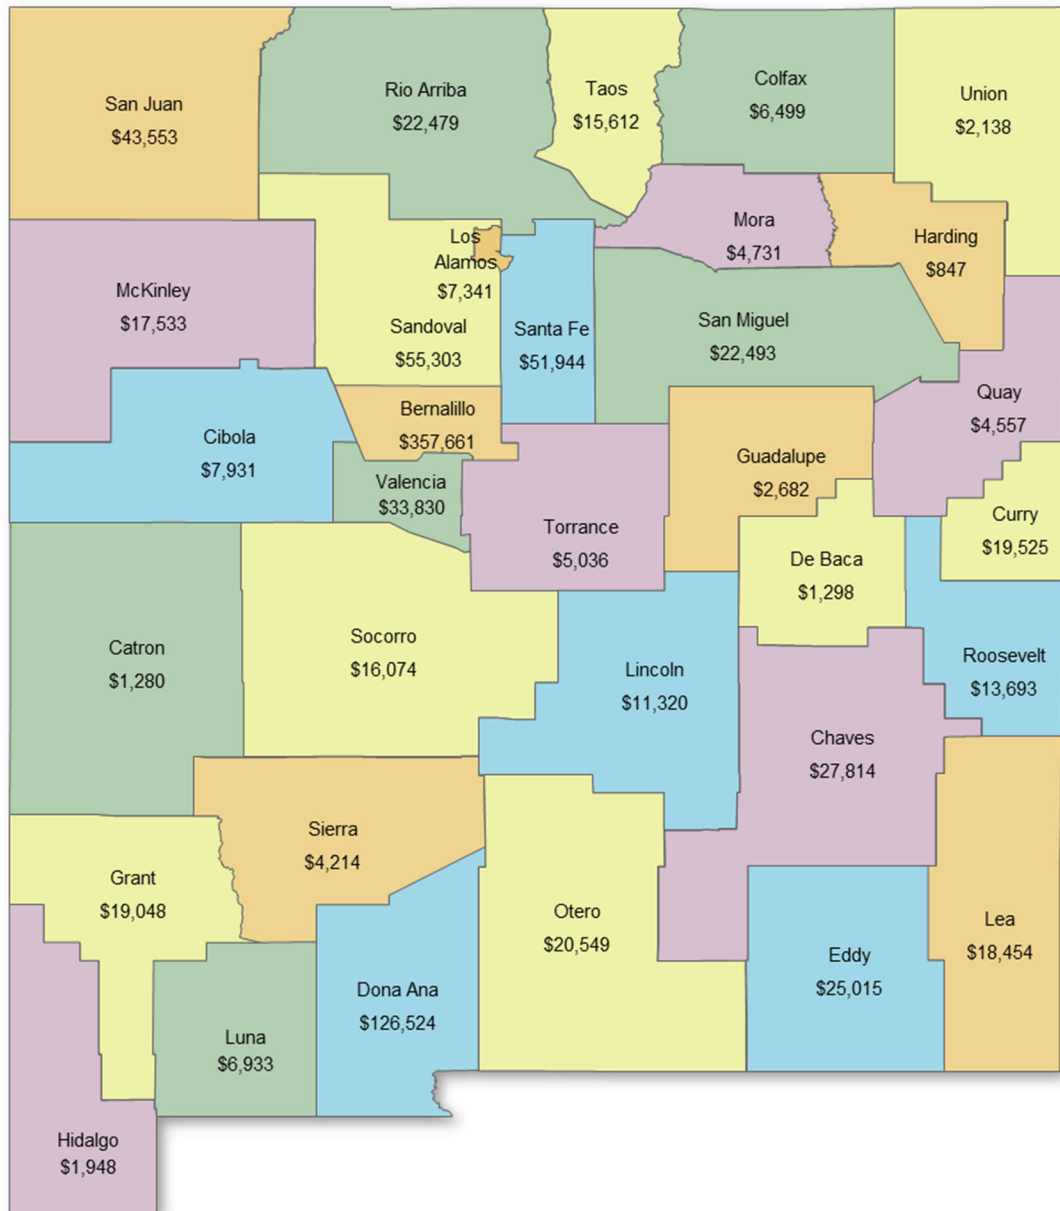 San Juan
$43,553
Rio Arriba
$22,479
Taos
$15,612
Colfax
$6,499
Union
$2,138
McKinley
$17,533
Los
Alamos
$7,341
Sandoval
$55,303
Santa Fe
$51,944
Mora
$4,731
Harding
$847
San Miguel
$22,493
Quay
$4,557
Cibola
$7,931
Bernalillo
$357,661
Valencia
$33,830
Torrance
$5,036
Guadalupe
$2,682
Curry
$19,525
De Baca
$1,298
Catron
$1,280
Socorro
$16,074
Lincoln
$11,320
Roosevelt
$13,693
Chaves
$27,814
Sierra
$4,214
Grant
$19,048
Otero
$20,549
Eddy
$25,015
Lea
$18,454
Dona Ana
$126,524
Luna
$6,933
Hidalgo
$1,948